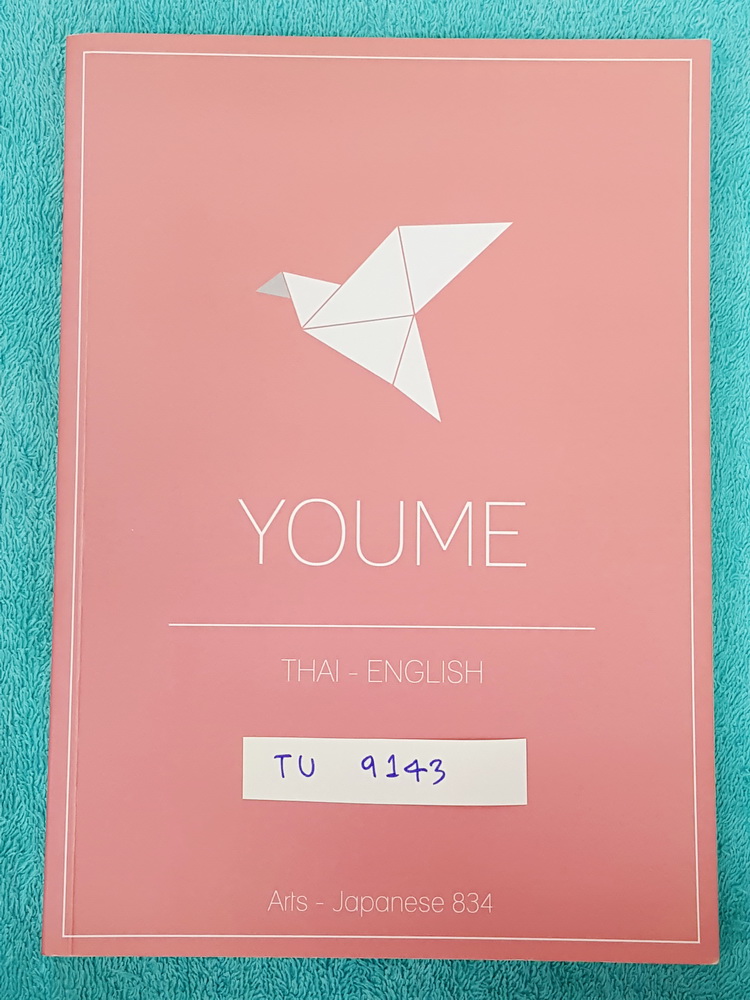 YOUME
THAI - ENGLISH
TU 9143
Arts - Japanese 834